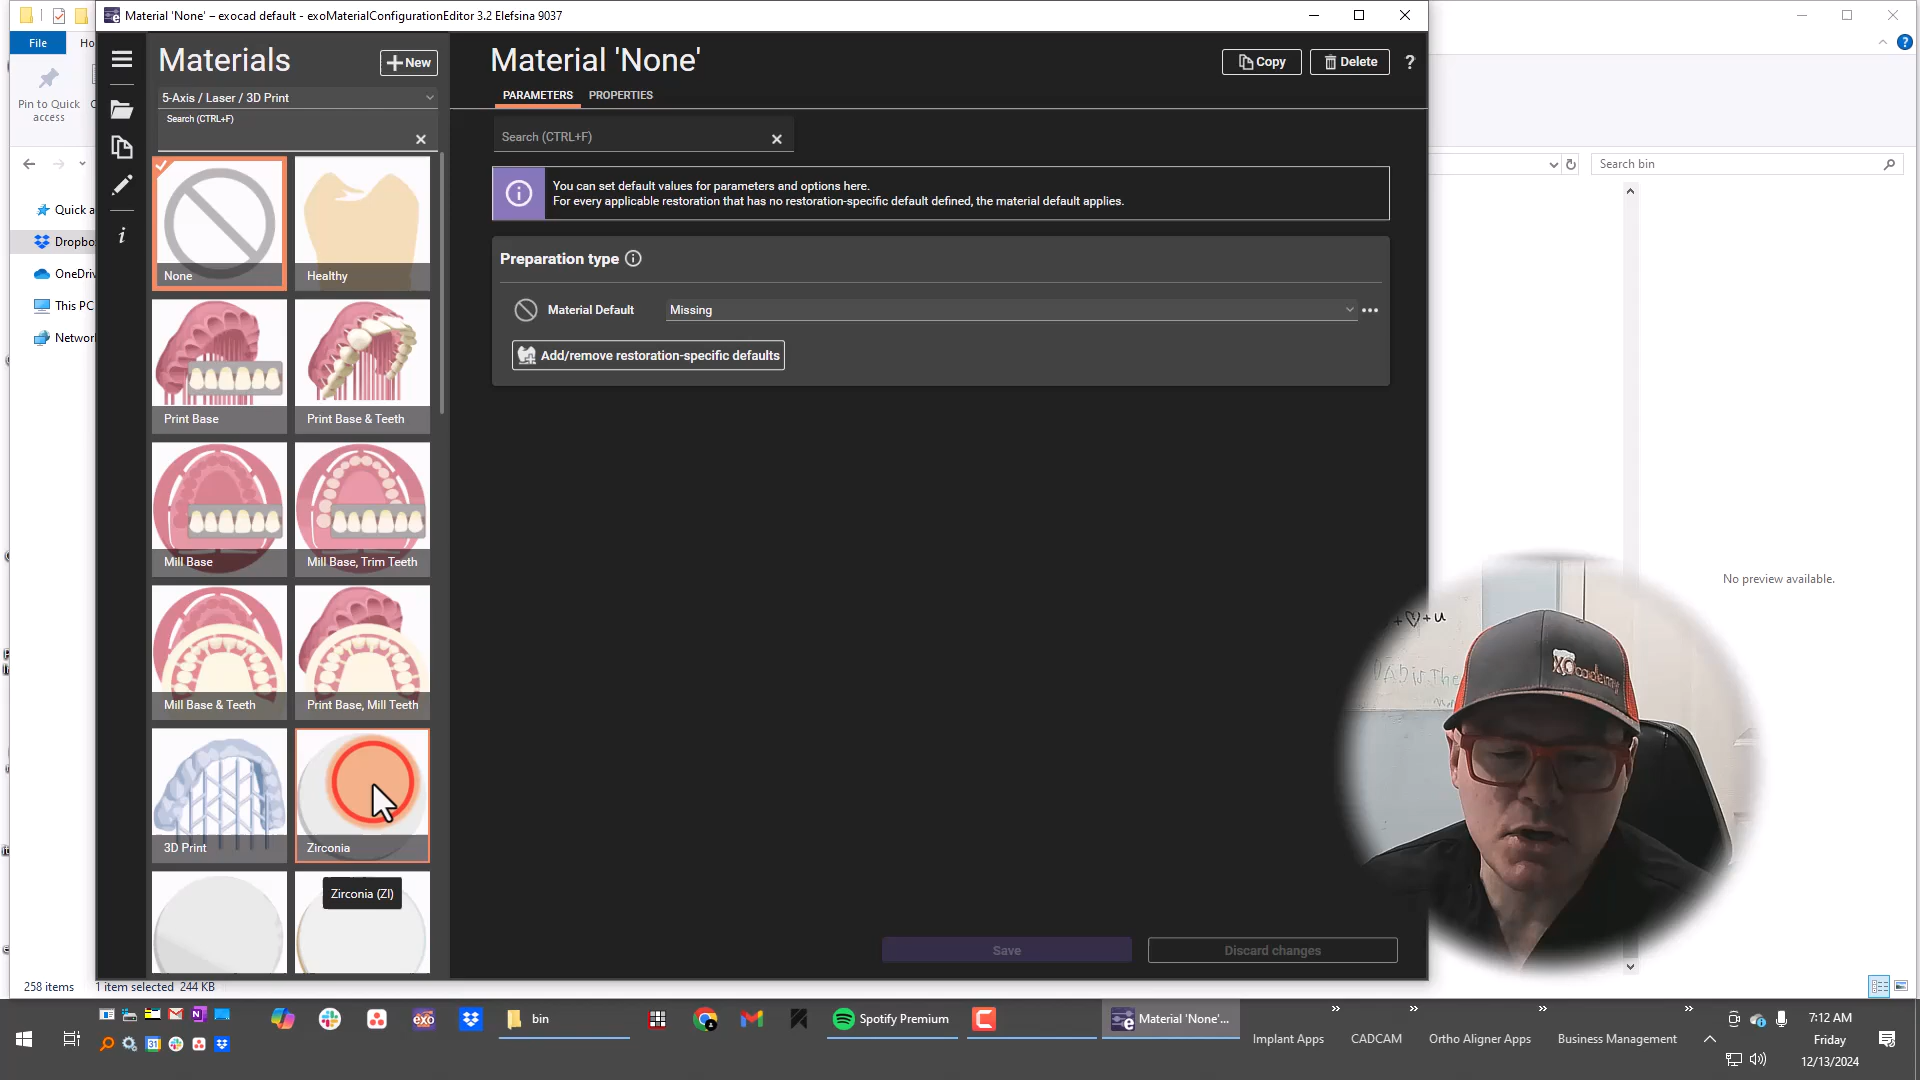 Material 'None' – exocad default - exoMaterialConfigurationEditor 3.2 Elefsina 9037
File
Pin to Quick
access
Quick a
Dropbo
OneDriv
This PC
Network
Materials
New
5-Axis / Laser / 3D Print
Search (CTRL+F)
None
Healthy
Print Base
Print Base & Teeth
Mill Base
Mill Base, Trim Teeth
Mill Base & Teeth
Print Base, Mill Teeth
3D Print
Zirconia
Zirconia (ZI)
Material 'None'
Copy
Delete
?
PARAMETERS
PROPERTIES
Search (CTRL+F)
You can set default values for parameters and options here.
For every applicable restoration that has no restoration-specific default defined, the material default applies.
Preparation type
Material Default
Missing
Add/remove restoration-specific defaults
Save
Discard changes
Search bin
No preview available.
258 items
1 item selected 244 KB
exo
bin
Spotify Premium
Material 'None'...
Implant Apps
CADCAM
Ortho Aligner Apps
Business Management
7:12 AM
Friday
12/13/2024